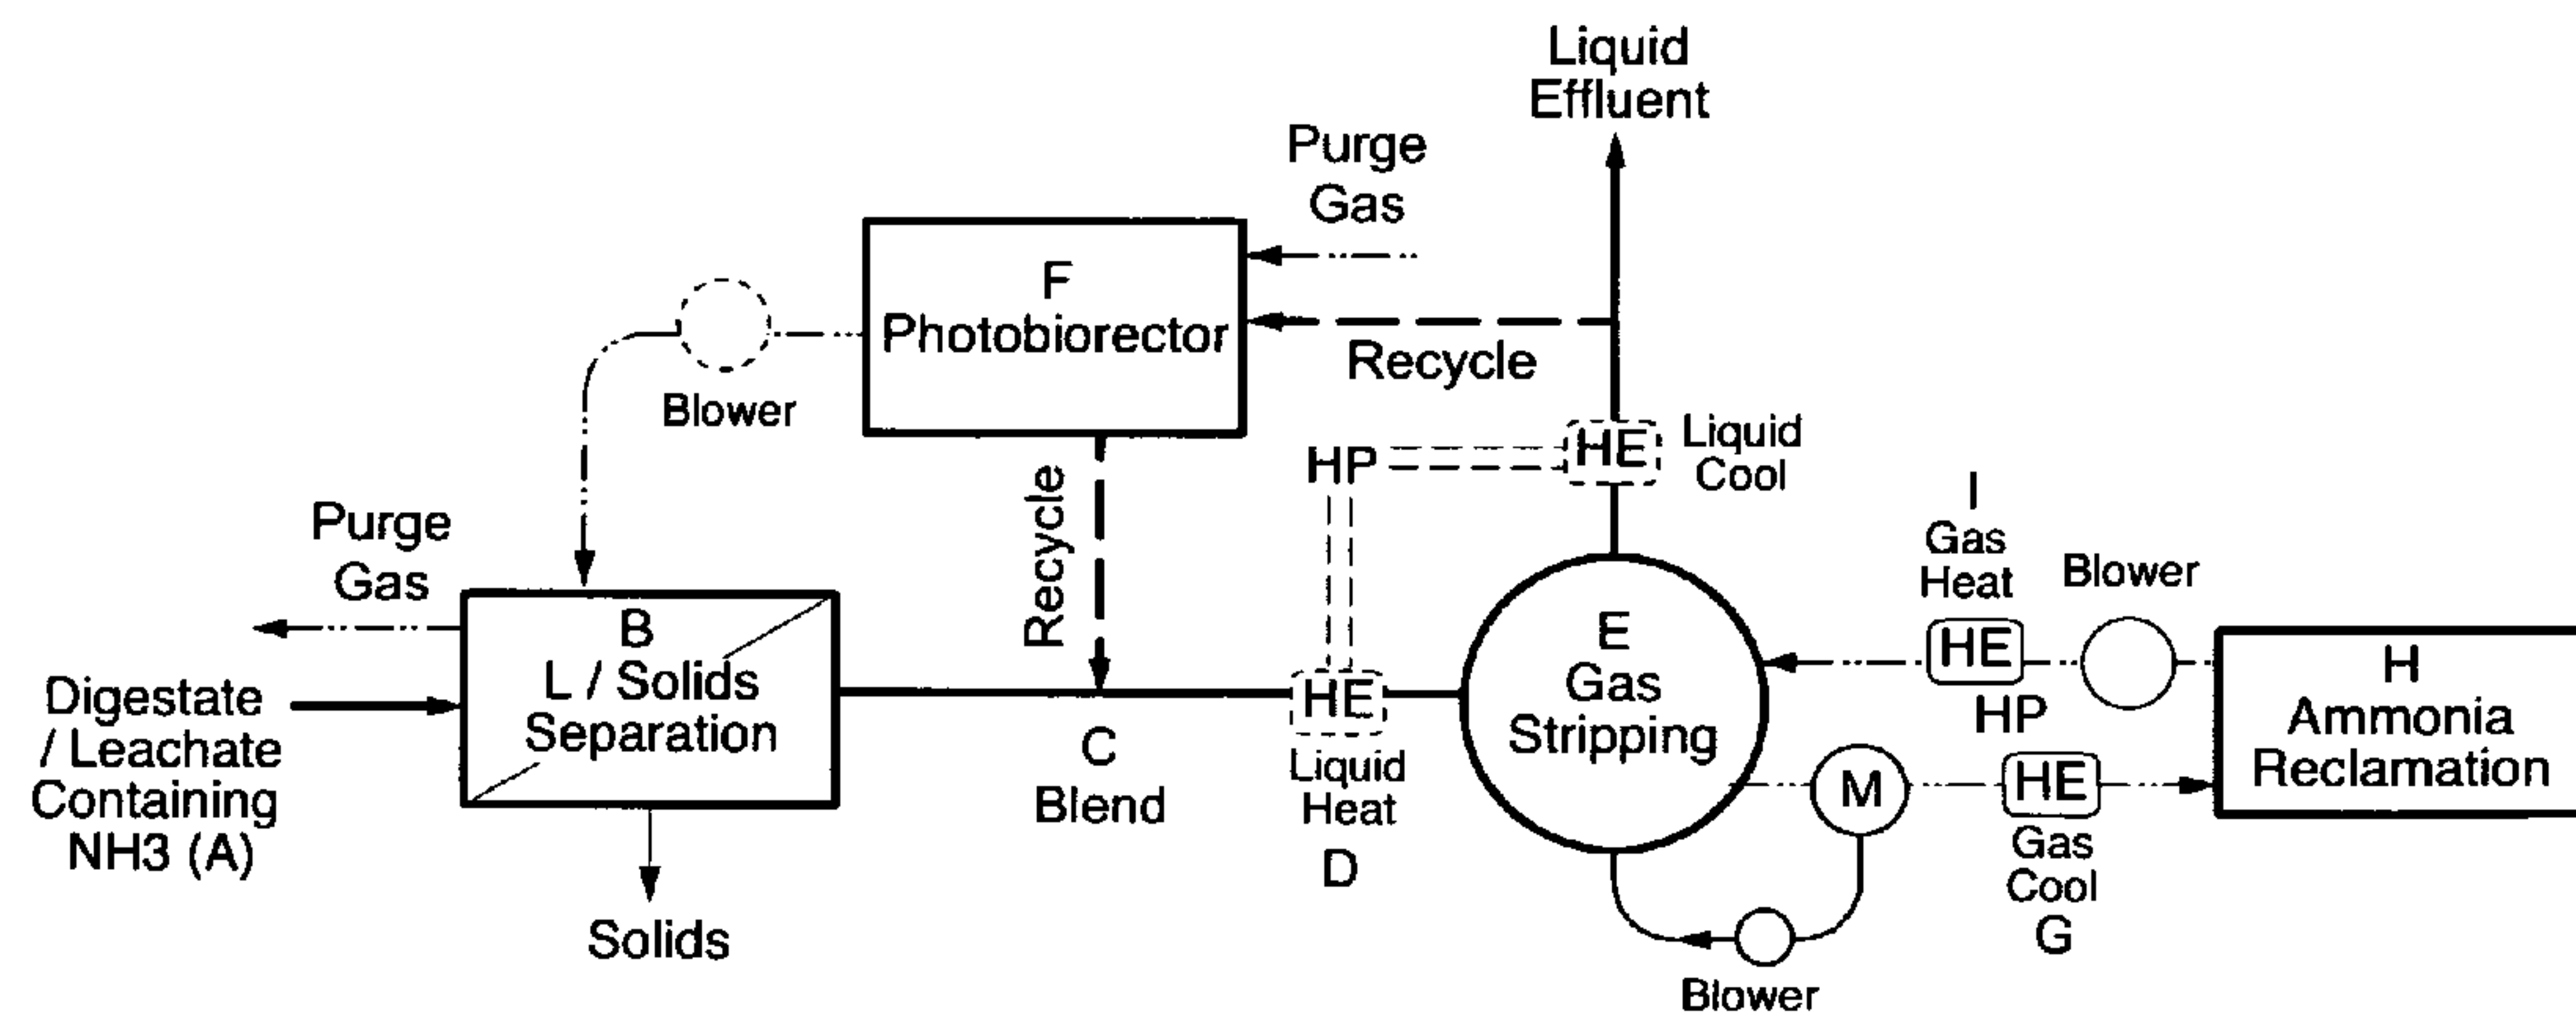 Liquid
Effluent
Purge
Gas
F
Photobiorector
Recycle
Blower
HP
HE
Liquid
Cool
Purge
Gas
Recycle
I
Gas
Heat
Blower
B
L / Solids
Separation
Digestate
/ Leachate
Containing
NH3 (A)
Solids
C
Blend
HE
Liquid
Heat
D
E
Gas
Stripping
HE
HP
M
HE
Gas
Cool
G
H
Ammonia
Reclamation
Blower